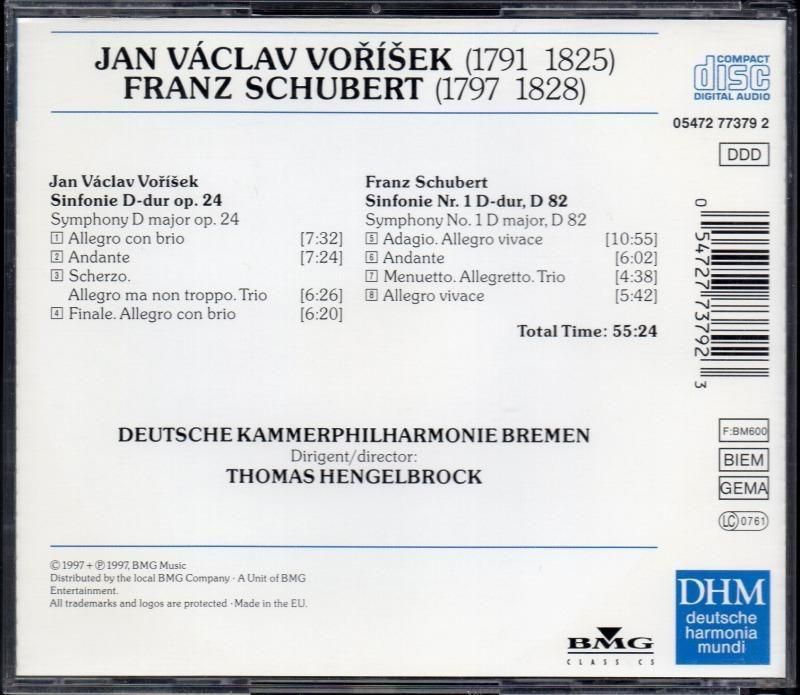 JAN VÁCLAV VOŘÍŠEK (1791 1825)
FRANZ SCHUBERT (1797 1828)
COMPACT
disc
DIGITAL AUDIO
05472 77379 2
DDD
Jan Václav Voříšek
Sinfonie D-dur op. 24
Symphony D major op. 24
1 Allegro con brio [7:32]
2 Andante [7:24]
3 Scherzo.
Allegro ma non troppo. Trio [6:26]
4 Finale. Allegro con brio [6:20]
Franz Schubert
Sinfonie Nr. 1 D-dur, D 82
Symphony No. 1 D major, D 82
5 Adagio. Allegro vivace [10:55]
6 Andante [6:02]
7 Menuetto. Allegretto. Trio [4:38]
8 Allegro vivace [5:42]
Total Time: 55:24
0 54727 73792 3
DEUTSCHE KAMMERPHILHARMONIE BREMEN
Dirigent/director:
THOMAS HENGELBROCK
F:BM600
BIEM
GEMA
LC 0761
© 1997 + ℗ 1997, BMG Music
Distributed by the local BMG Company · A Unit of BMG
Entertainment.
All trademarks and logos are protected · Made in the EU.
BMG
CLASSICS
DHM
deutsche
harmonia
mundi